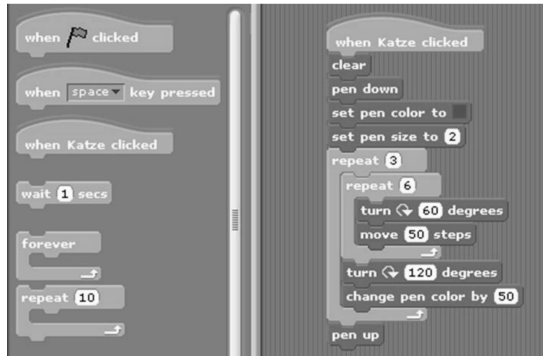 when clicked
when space key pressed
when Katze clicked
wait 1 secs
forever
repeat 10
when Katze clicked
clear
pen down
set pen color to
set pen size to 2
repeat 3
repeat 6
turn 60 degrees
move 50 steps
turn 120 degrees
change pen color by 50
pen up